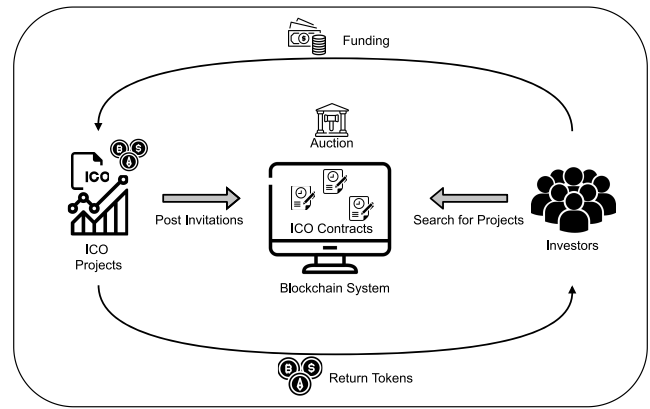 Funding
Auction
ICO
Post Invitations
ICO Contracts
Search for Projects
ICO
Projects
Investors
Blockchain System
Return Tokens